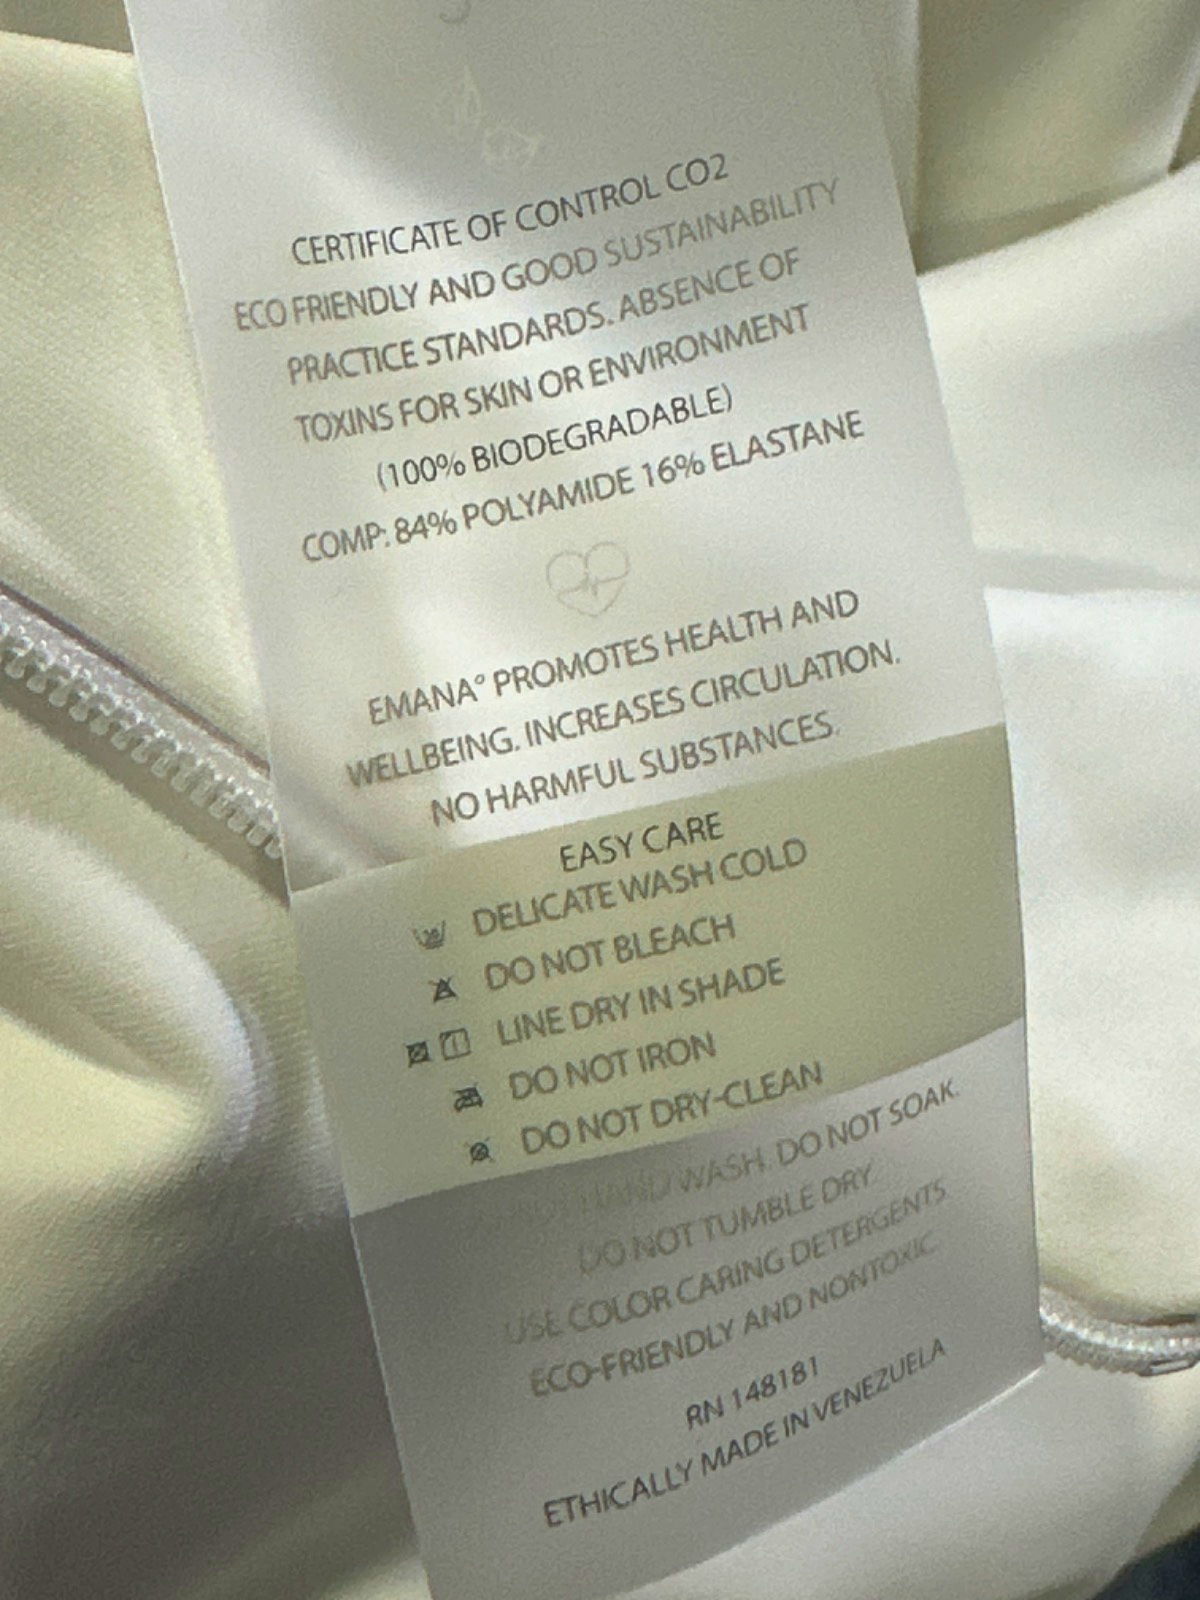 CERTIFICATE OF CONTROL CO2
ECO FRIENDLY AND GOOD SUSTAINABILITY
PRACTICE STANDARDS. ABSENCE OF
TOXINS FOR SKIN OR ENVIRONMENT
(100% BIODEGRADABLE)
COMP: 84% POLYAMIDE 16% ELASTANE
EMANA® PROMOTES HEALTH AND
WELLBEING. INCREASES CIRCULATION.
NO HARMFUL SUBSTANCES.
EASY CARE
DELICATE WASH COLD
DO NOT BLEACH
LINE DRY IN SHADE
DO NOT IRON
DO NOT DRY-CLEAN
HAND WASH. DO NOT SOAK.
DO NOT TUMBLE DRY
USE COLOR CARING DETERGENTS
ECO-FRIENDLY AND NONTOXIC
RN 148181
ETHICALLY MADE IN VENEZUELA